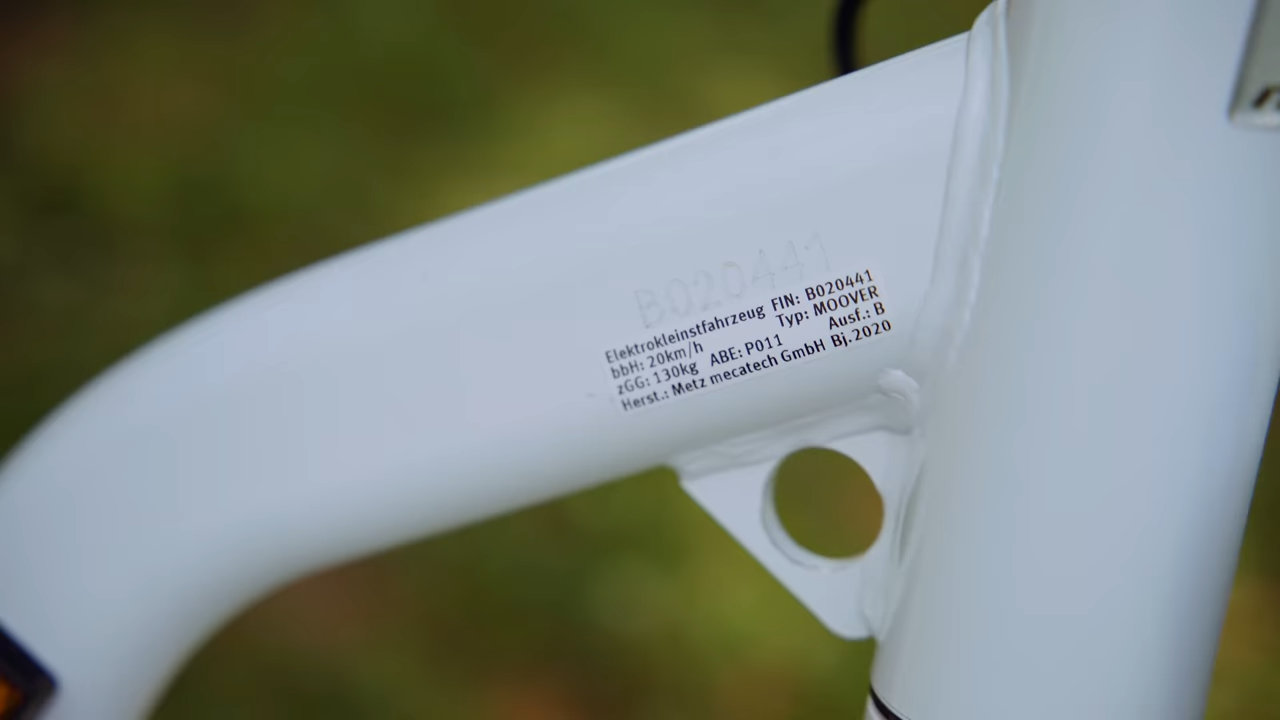 B020441
Elektrokleinstfahrzeug FIN: B020441
bbH: 20km/h Typ: MOOVER
zGG: 130kg ABE: P011 Ausf.: B
Herst.: Metz mecatech GmbH Bj.2020